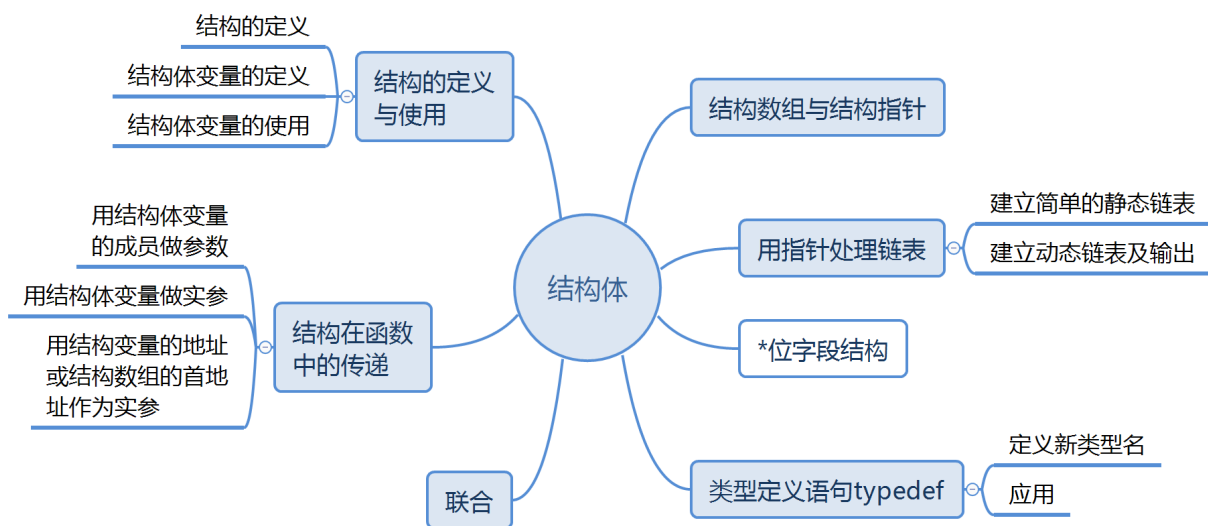 结构体
结构的定义
与使用
结构的定义
结构体变量的定义
结构体变量的使用
结构在函数
中的传递
用结构体变量
的成员做参数
用结构体变量做实参
用结构变量的地址
或结构数组的首地
址作为实参
联合
结构数组与结构指针
用指针处理链表
建立简单的静态链表
建立动态链表及输出
*位字段结构
类型定义语句typedef
定义新类型名
应用